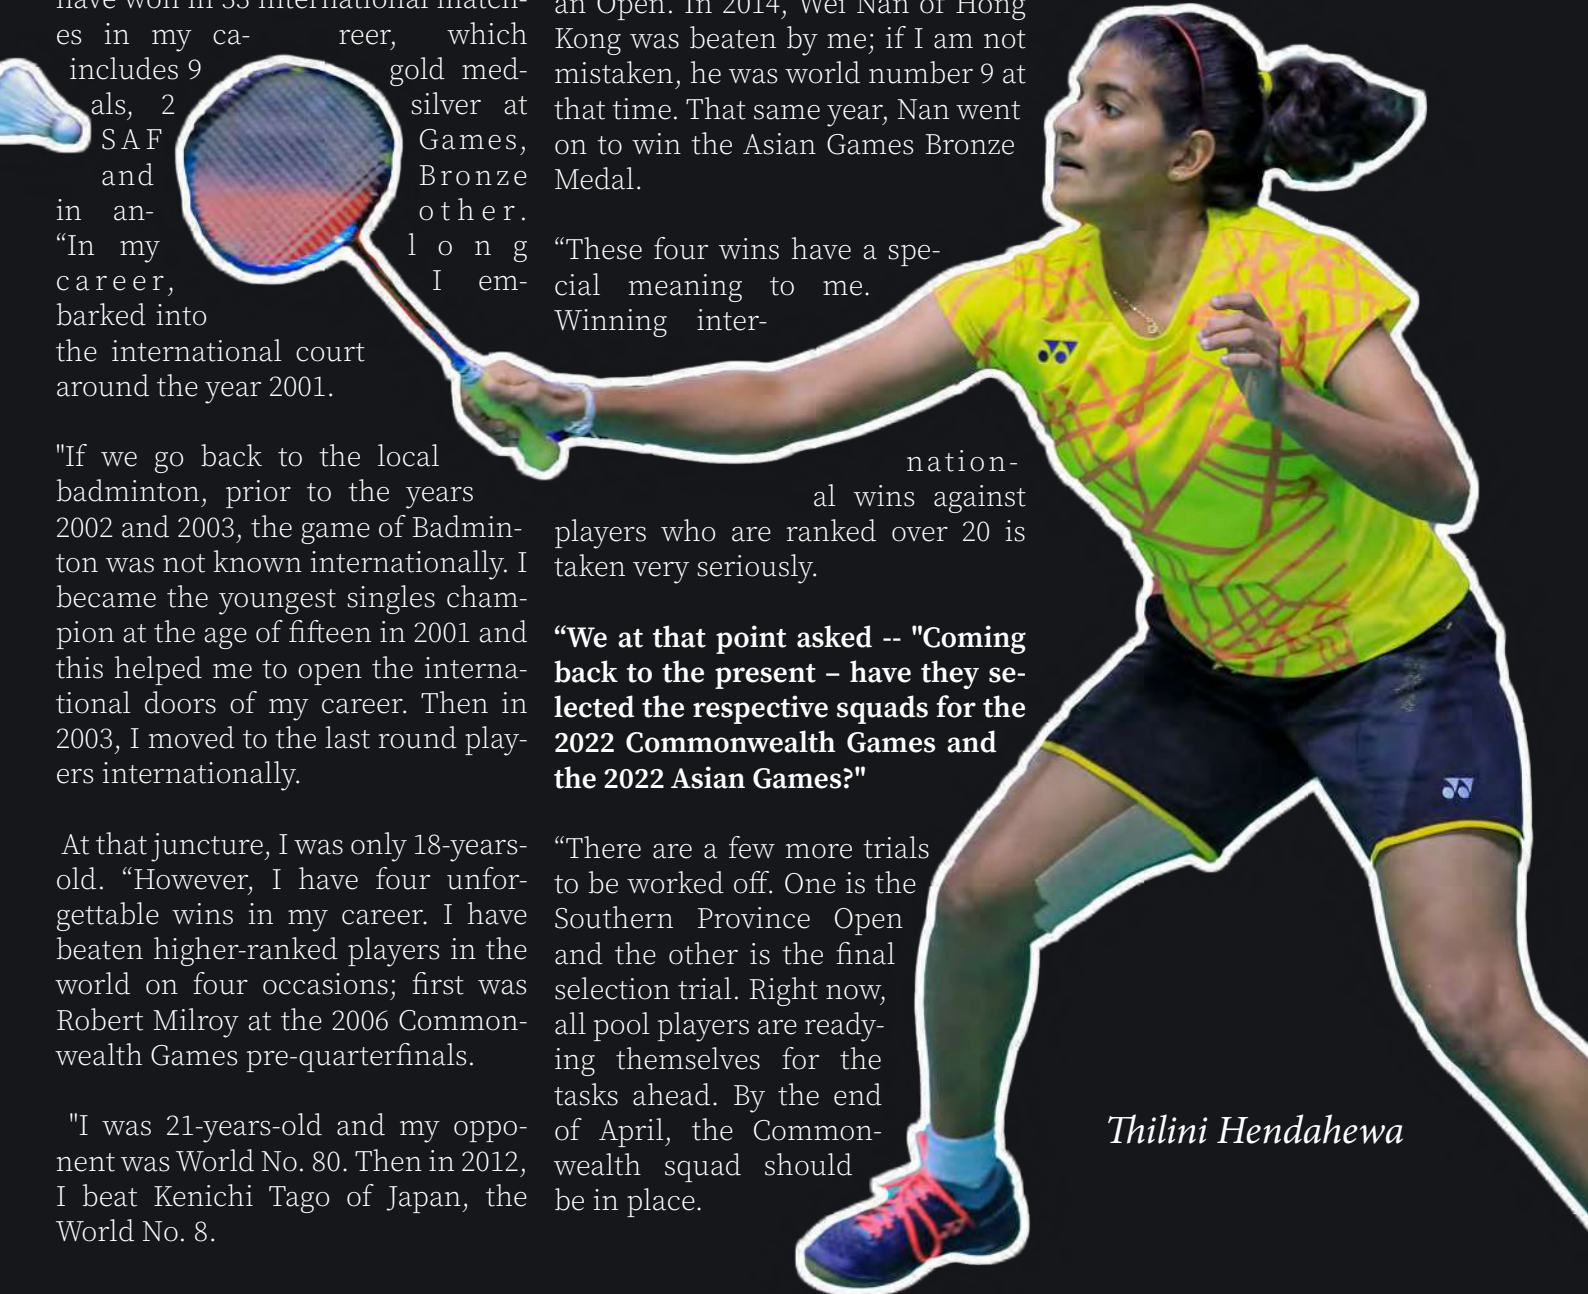 have won in 33 international match-
es in my ca- reer, which
includes 9 gold med-
als, 2 silver at
SAF Games,
and Bronze
in an- other.
“In my long
career, I em-
barked into
the international court
around the year 2001.
"If we go back to the local
badminton, prior to the years
2002 and 2003, the game of Badmin-
ton was not known internationally. I
became the youngest singles cham-
pion at the age of fifteen in 2001 and
this helped me to open the interna-
tional doors of my career. Then in
2003, I moved to the last round play-
ers internationally.
At that juncture, I was only 18-years-
old. “However, I have four unfor-
gettable wins in my career. I have
beaten higher-ranked players in the
world on four occasions; first was
Robert Milroy at the 2006 Common-
wealth Games pre-quarterfinals.
"I was 21-years-old and my oppo-
nent was World No. 80. Then in 2012,
I beat Kenichi Tago of Japan, the
World No. 8.
an Open. In 2014, Wei Nan of Hong
Kong was beaten by me; if I am not
mistaken, he was world number 9 at
that time. That same year, Nan went
on to win the Asian Games Bronze
Medal.
“These four wins have a spe-
cial meaning to me.
Winning inter-
nation-
al wins against
players who are ranked over 20 is
taken very seriously.
“We at that point asked -- "Coming
back to the present – have they se-
lected the respective squads for the
2022 Commonwealth Games and
the 2022 Asian Games?"
“There are a few more trials
to be worked off. One is the
Southern Province Open
and the other is the final
selection trial. Right now,
all pool players are ready-
ing themselves for the
tasks ahead. By the end
of April, the Common-
wealth squad should
be in place.
Thilini Hendahewa